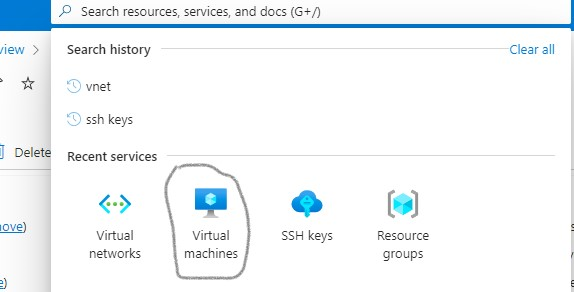 Search resources, services, and docs (G+/)
view
Search history
Clear all
vnet
ssh keys
Delete
Recent services
Virtual networks
Virtual machines
SSH keys
Resource groups
ove)
s)